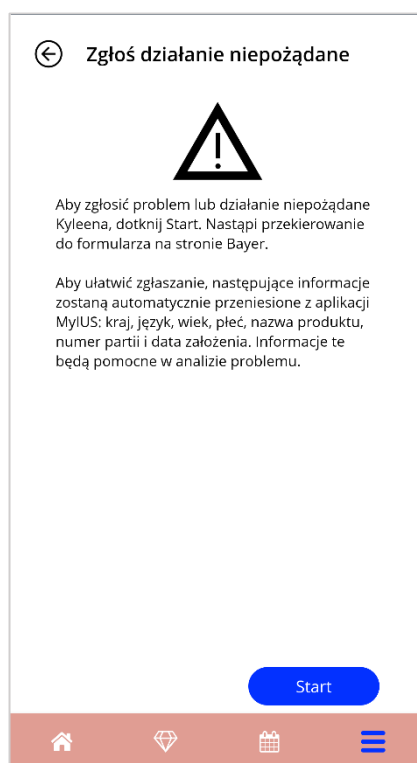 Zgłoś działanie niepożądane
Aby zgłosić problem lub działanie niepożądane
Kyleena, dotknij Start. Nastąpi przekierowanie
do formularza na stronie Bayer.
Aby ułatwić zgłaszanie, następujące informacje
zostaną automatycznie przeniesione z aplikacji
MyIUS: kraj, język, wiek, płeć, nazwa produktu,
numer partii i data założenia. Informacje te
będą pomocne w analizie problemu.
Start